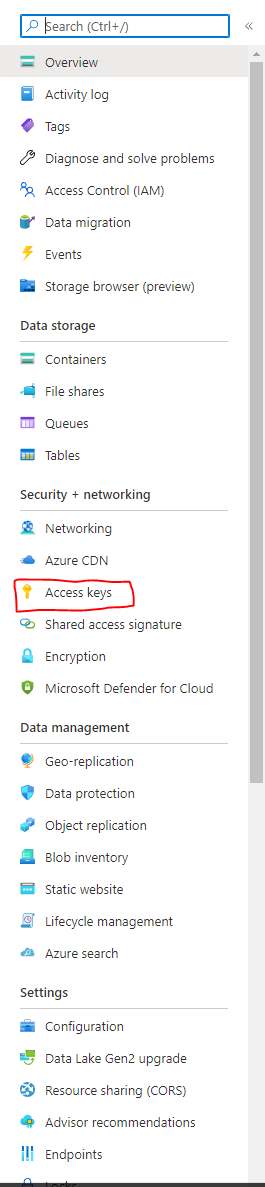 Search (Ctrl+/)
«
Overview
Activity log
Tags
Diagnose and solve problems
Access Control (IAM)
Data migration
Events
Storage browser (preview)
Data storage
Containers
File shares
Queues
Tables
Security + networking
Networking
Azure CDN
Access keys
Shared access signature
Encryption
Microsoft Defender for Cloud
Data management
Geo-replication
Data protection
Object replication
Blob inventory
Static website
Lifecycle management
Azure search
Settings
Configuration
Data Lake Gen2 upgrade
Resource sharing (CORS)
Advisor recommendations
Endpoints